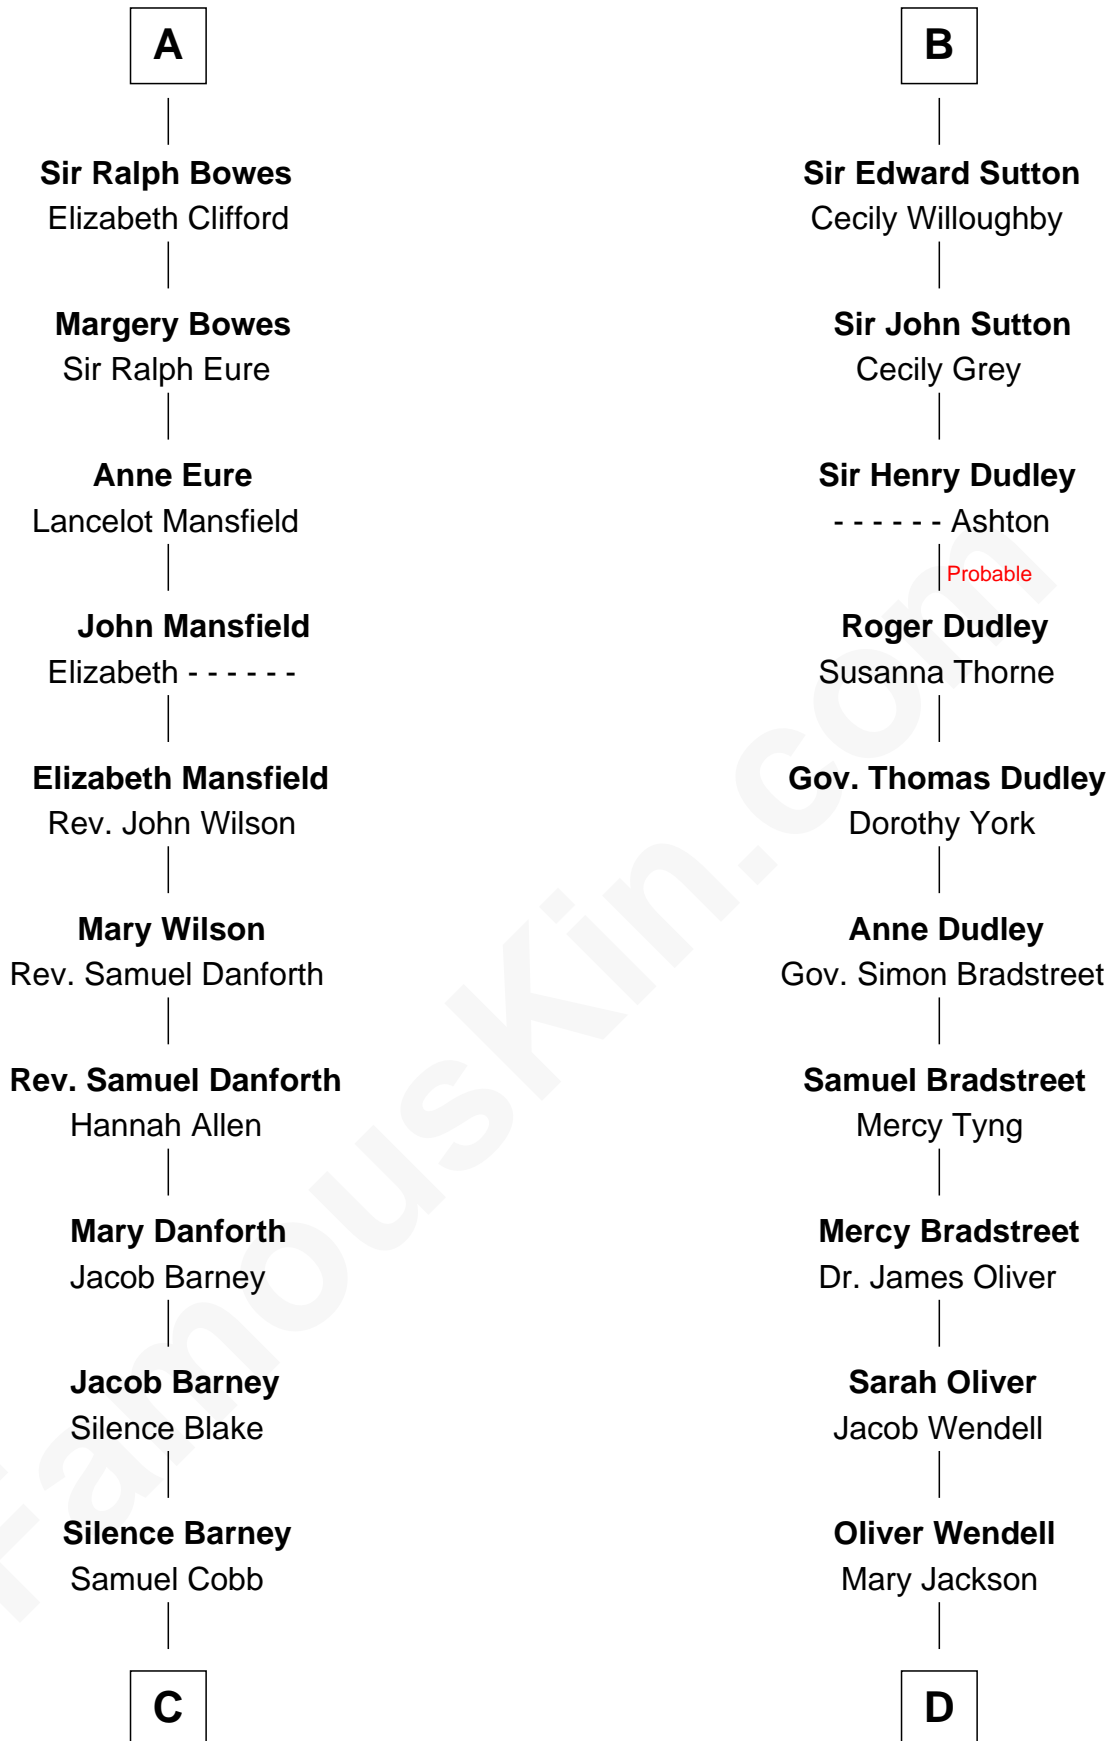 A
Sir Ralph Bowes
Elizabeth Clifford
Margery Bowes
Sir Ralph Eure
Anne Eure
Lancelot Mansfield
John Mansfield
Elizabeth - - - - - -
Elizabeth Mansfield
Rev. John Wilson
Mary Wilson
Rev. Samuel Danforth
Rev. Samuel Danforth
Hannah Allen
Mary Danforth
Jacob Barney
Jacob Barney
Silence Blake
Silence Barney
Samuel Cobb
C
B
Sir Edward Sutton
Cecily Willoughby
Sir John Sutton
Cecily Grey
Sir Henry Dudley
- - - - - - Ashton
Probable
Roger Dudley
Susanna Thorne
Gov. Thomas Dudley
Dorothy York
Anne Dudley
Gov. Simon Bradstreet
Samuel Bradstreet
Mercy Tyng
Mercy Bradstreet
Dr. James Oliver
Sarah Oliver
Jacob Wendell
Oliver Wendell
Mary Jackson
D
FamousKin.com